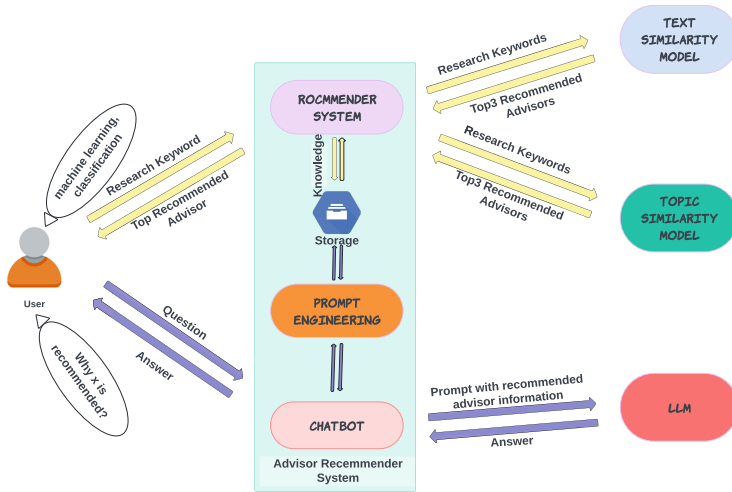 TEXT
SIMILARITY
MODEL
Research Keywords
Top3 Recommended
Advisors
ROCMMENDER
SYSTEM
machine learning,
classification
Research Keyword
Top Recommended
Advisor
Knowledge
Research Keywords
Top3 Recommended
Advisors
TOPIC
SIMILARITY
MODEL
Storage
User
PROMPT
ENGINEERING
Question
Answer
Why x is
recommended?
Prompt with recommended
advisor information
Answer
LLM
CHATBOT
Advisor Recemmender
System